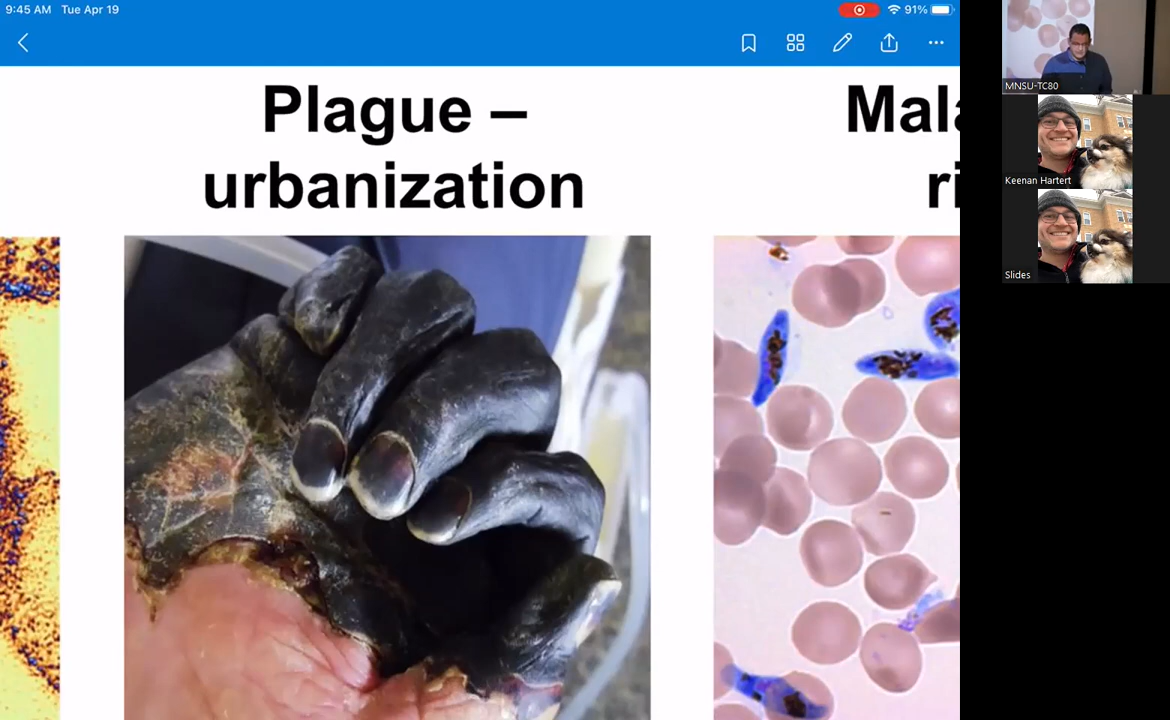 9:45 AM Tue Apr 19
91%
Plague –
urbanization
Mala
ri
MNSU-TC80
Keenan Hartert
Slides